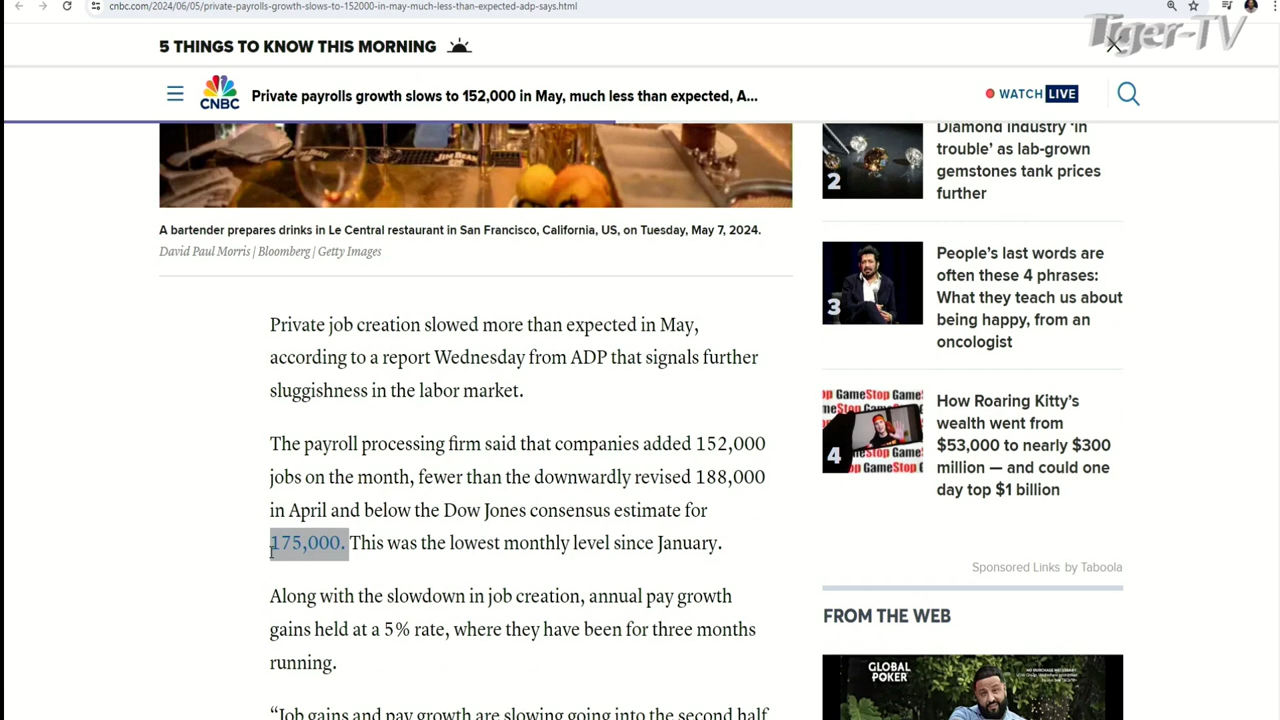 cnbc.com/2024/06/05/private-payrolls-growth-slows-to-152000-in-may-much-less-than-expected-adp-says.html
Tiger-TV
5 THINGS TO KNOW THIS MORNING
CNBC
Private payrolls growth slows to 152,000 in May, much less than expected, A...
WATCH LIVE
JIM BEAM
A bartender prepares drinks in Le Central restaurant in San Francisco, California, US, on Tuesday, May 7, 2024.
David Paul Morris | Bloomberg | Getty Images
Private job creation slowed more than expected in May,
according to a report Wednesday from ADP that signals further
sluggishness in the labor market.
The payroll processing firm said that companies added 152,000
jobs on the month, fewer than the downwardly revised 188,000
in April and below the Dow Jones consensus estimate for
175,000. This was the lowest monthly level since January.
Along with the slowdown in job creation, annual pay growth
gains held at a 5% rate, where they have been for three months
running.
“Job gains and pay growth are slowing going into the second half
2
Diamond industry ‘in
trouble’ as lab-grown
gemstones tank prices
further
3
People’s last words are
often these 4 phrases:
What they teach us about
being happy, from an
oncologist
GameStop
4
How Roaring Kitty’s
wealth went from
$53,000 to nearly $300
million — and could one
day top $1 billion
Sponsored Links by Taboola
FROM THE WEB
GLOBAL
POKER